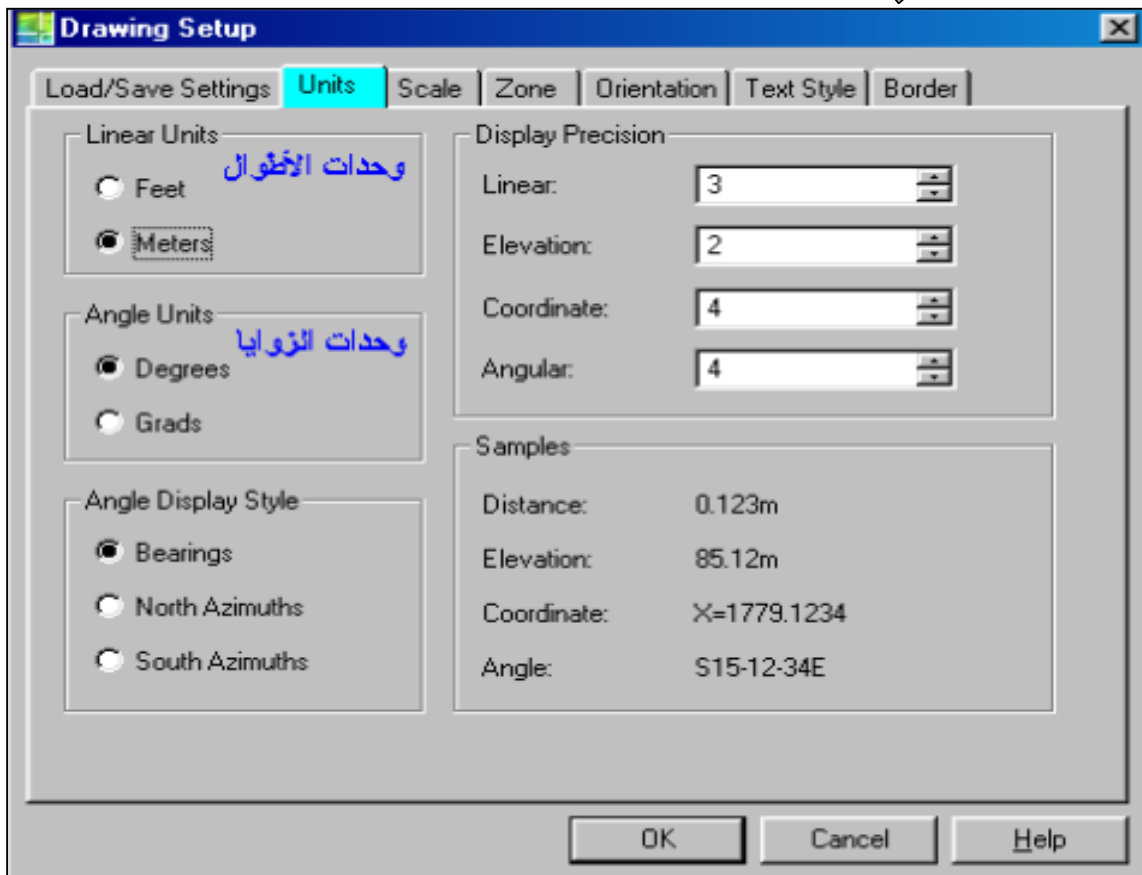 Drawing Setup
Load/Save Settings Units Scale Zone Orientation Text Style Border
Linear Units
وحدات الأطوال
Feet
Meters
Angle Units
وحدات الزوايا
Degrees
Grads
Angle Display Style
Bearings
North Azimuths
South Azimuths
Display Precision
Linear: 3
Elevation: 2
Coordinate: 4
Angular: 4
Samples
Distance: 0.123m
Elevation: 85.12m
Coordinate: X=1779.1234
Angle: S15-12-34E
OK Cancel Help